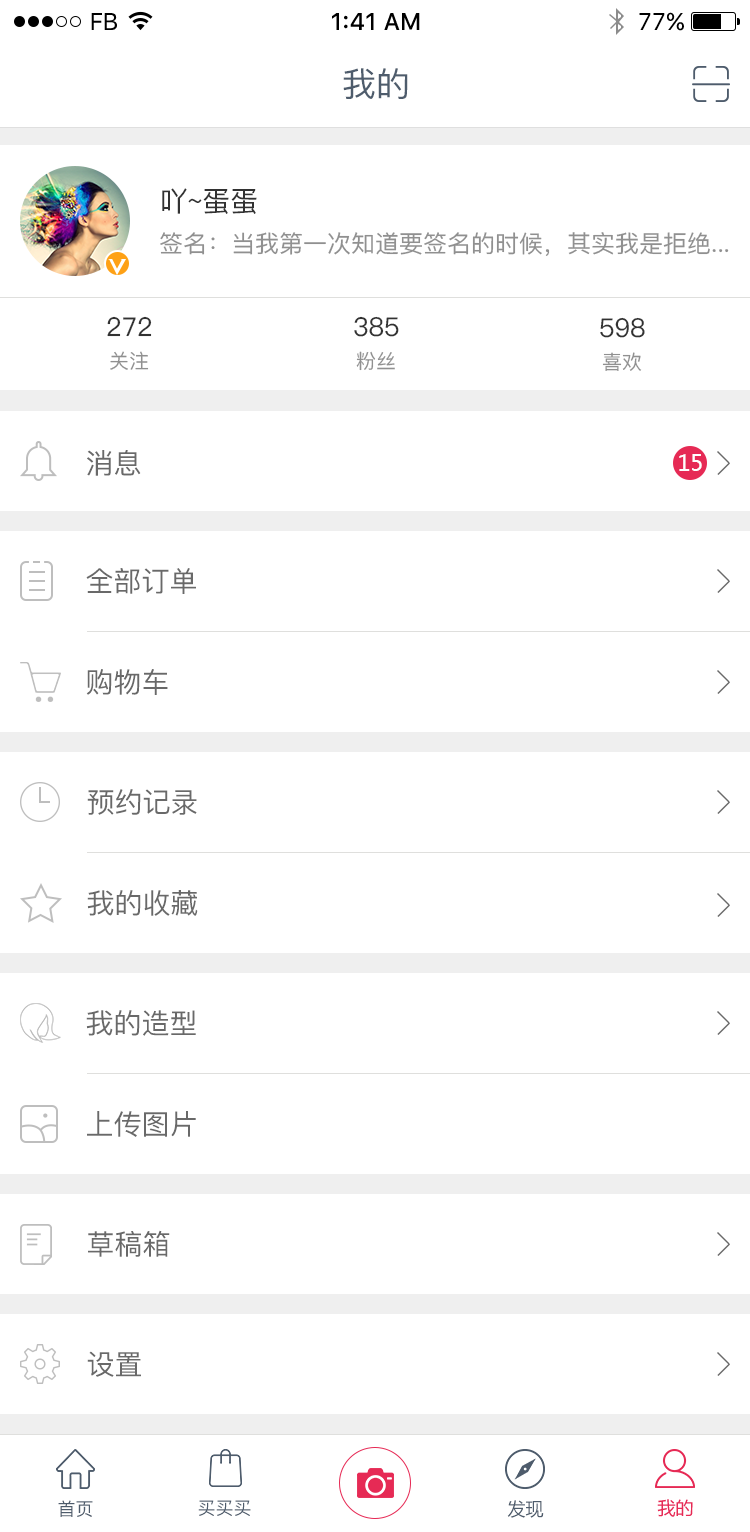 FB 1:41 AM 77%
我的
吖~蛋蛋
签名：当我第一次知道要签名的时候，其实我是拒绝...
272 385 598
关注 粉丝 喜欢
消息 15
全部订单
购物车
预约记录
我的收藏
我的造型
上传图片
草稿箱
设置
首页 买买买 发现 我的